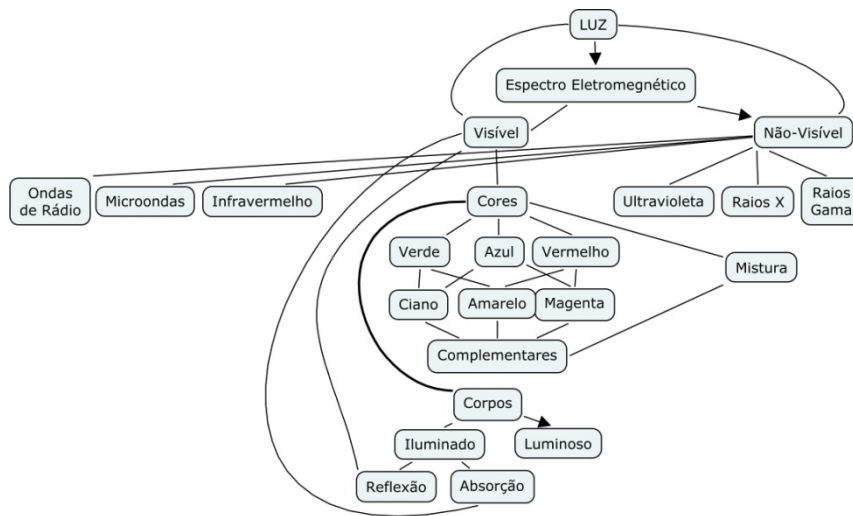 LUZ
Espectro Eletromegnético
Visível
Não-Visível
Ondas
de Rádio
Microondas
Infravermelho
Ultravioleta
Raios X
Raios
Gama
Cores
Verde
Azul
Vermelho
Mistura
Ciano
Amarelo
Magenta
Complementares
Corpos
Iluminado
Luminoso
Reflexão
Absorção